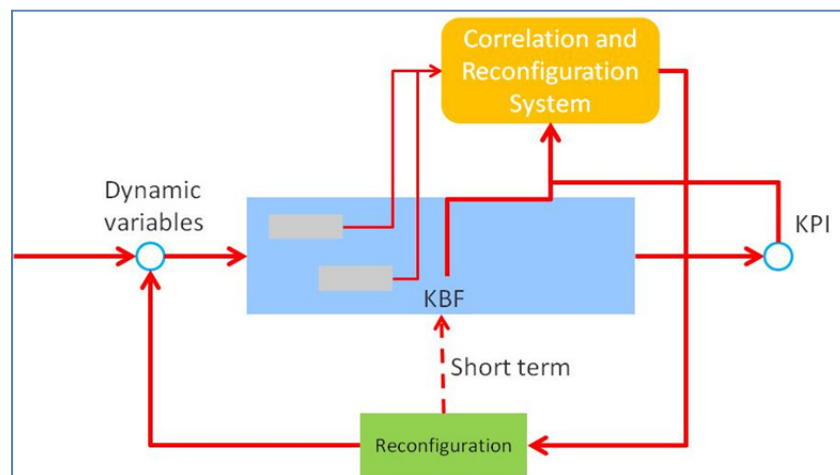 Correlation and
Reconfiguration
System
Dynamic
variables
KPI
KBF
Short term
Reconfiguration